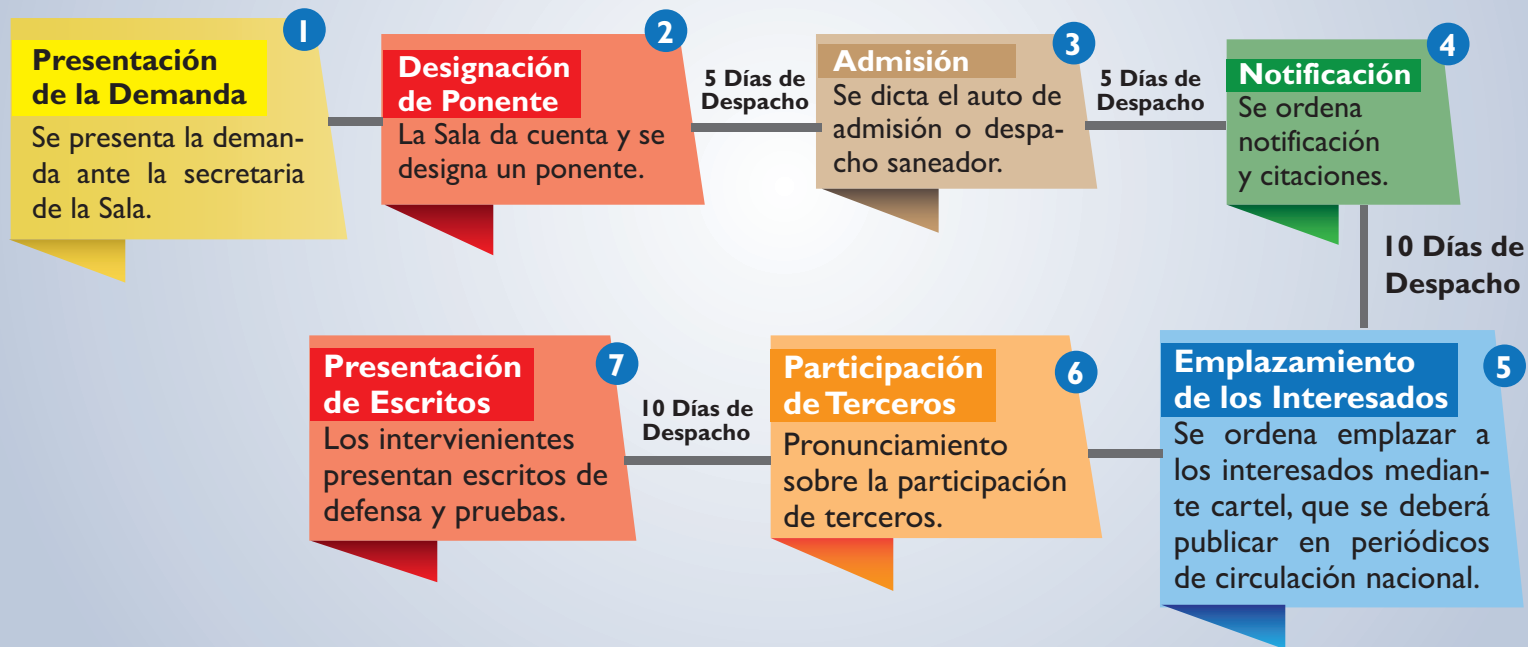 1
Presentación
de la Demanda
Se presenta la deman-
da ante la secretaria
de la Sala.
2
Designación
de Ponente
La Sala da cuenta y se
designa un ponente.
5 Días de
Despacho
3
Admisión
Se dicta el auto de
admisión o despa-
cho saneador.
5 Días de
Despacho
4
Notificación
Se ordena
notificación
y citaciones.
10 Días de
Despacho
5
Emplazamiento
de los Interesados
Se ordena emplazar a
los interesados median-
te cartel, que se deberá
publicar en periódicos
de circulación nacional.
6
Participación
de Terceros
Pronunciamiento
sobre la participación
de terceros.
10 Días de
Despacho
7
Presentación
de Escritos
Los intervienientes
presentan escritos de
defensa y pruebas.